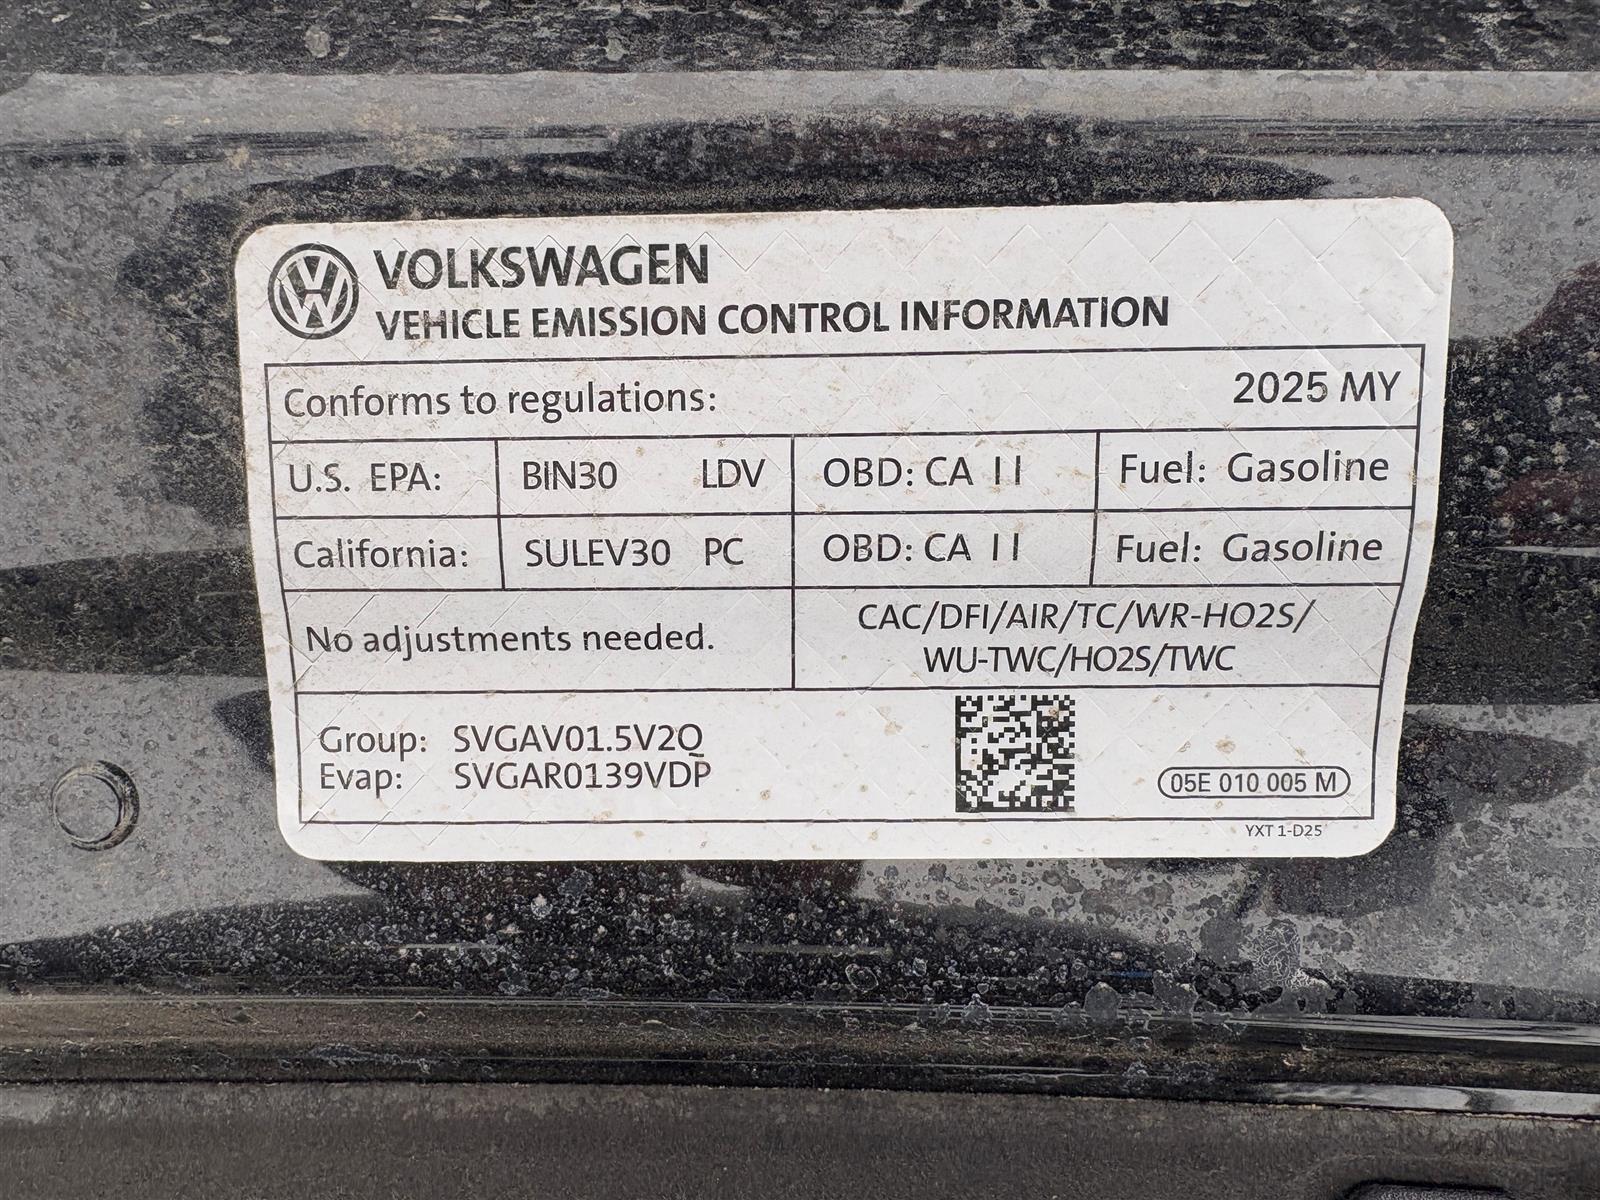 VOLKSWAGEN
VEHICLE EMISSION CONTROL INFORMATION
Conforms to regulations: 2025 MY
U.S. EPA: BIN30 LDV OBD: CA II Fuel: Gasoline
California: SULEV30 PC OBD: CA II Fuel: Gasoline
No adjustments needed.
CAC/DFI/AIR/TC/WR-HO2S/
WU-TWC/HO2S/TWC
Group: SVGAV01.5V2Q
Evap: SVGAR0139VDP
05E 010 005 M
YXT 1-D25